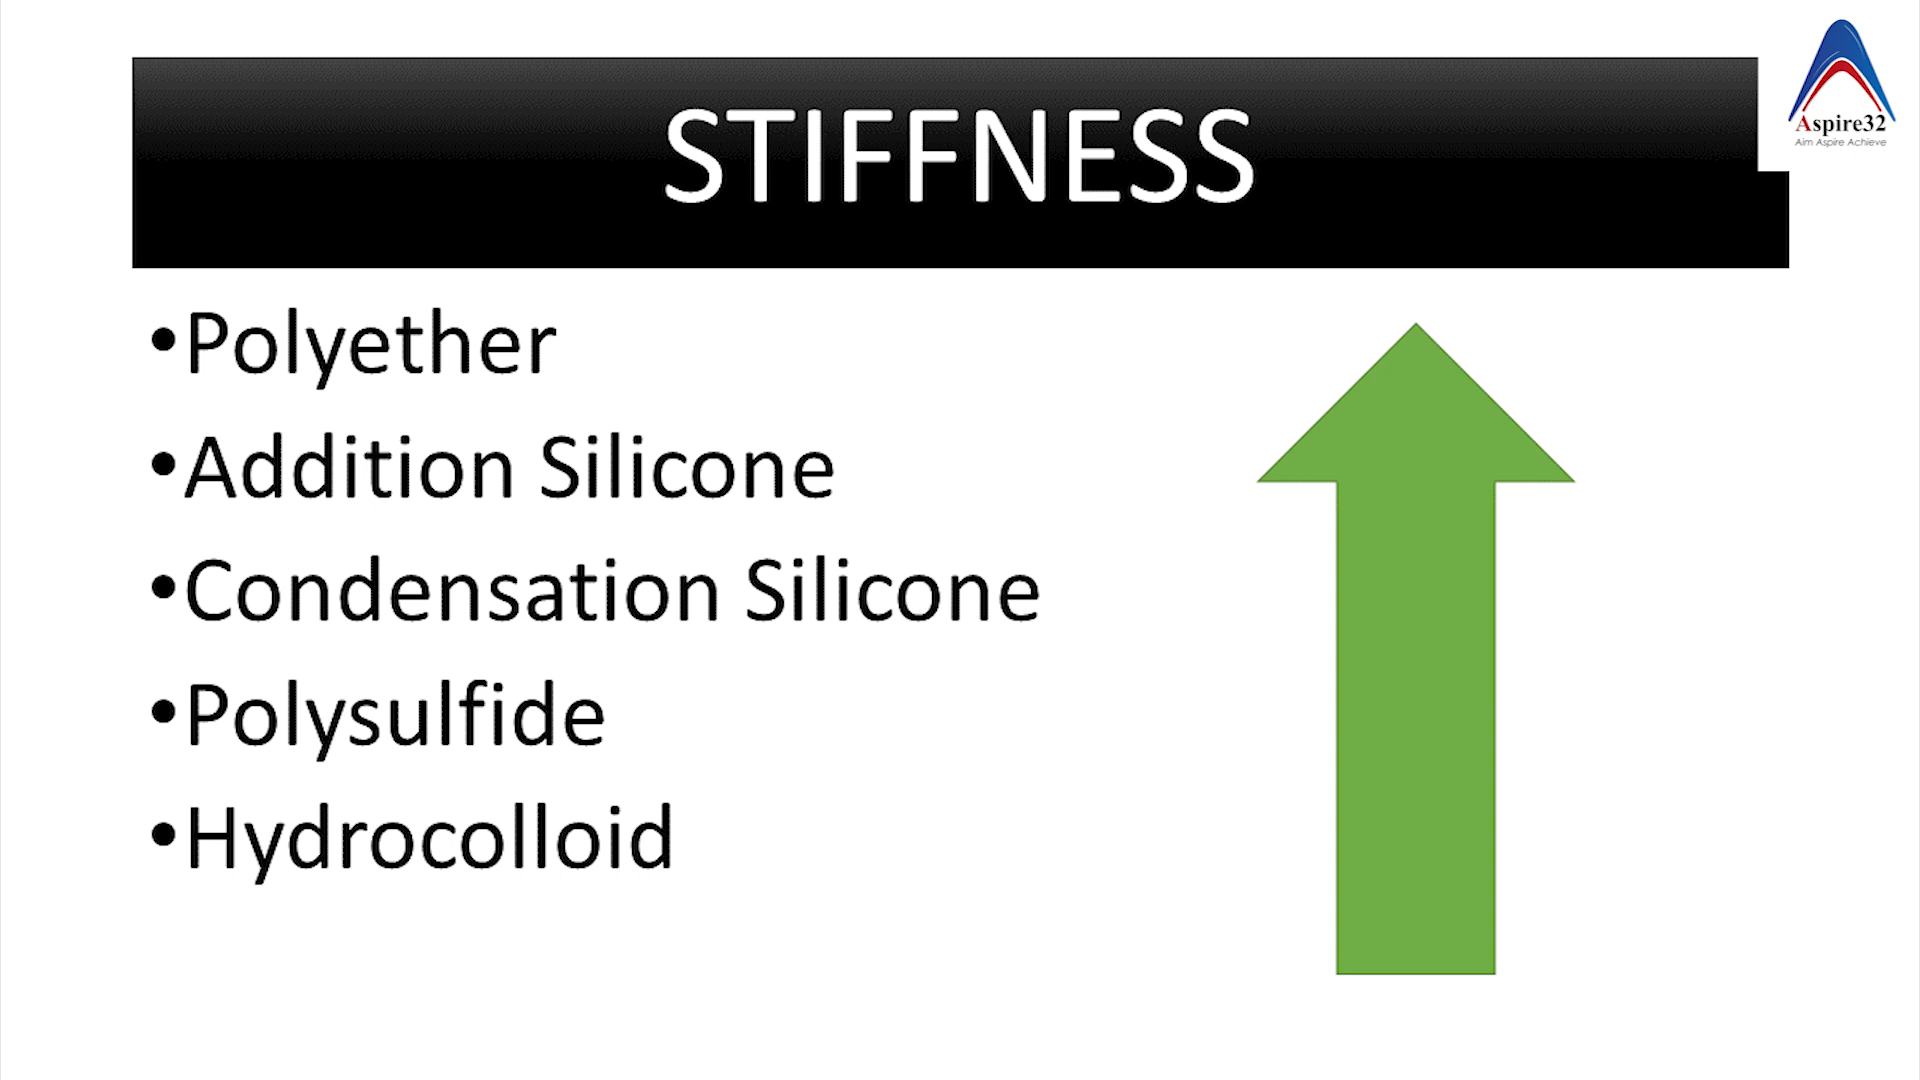 Aspire32
Aim Aspire Achieve
STIFFNESS
•Polyether
•Addition Silicone
•Condensation Silicone
•Polysulfide
•Hydrocolloid